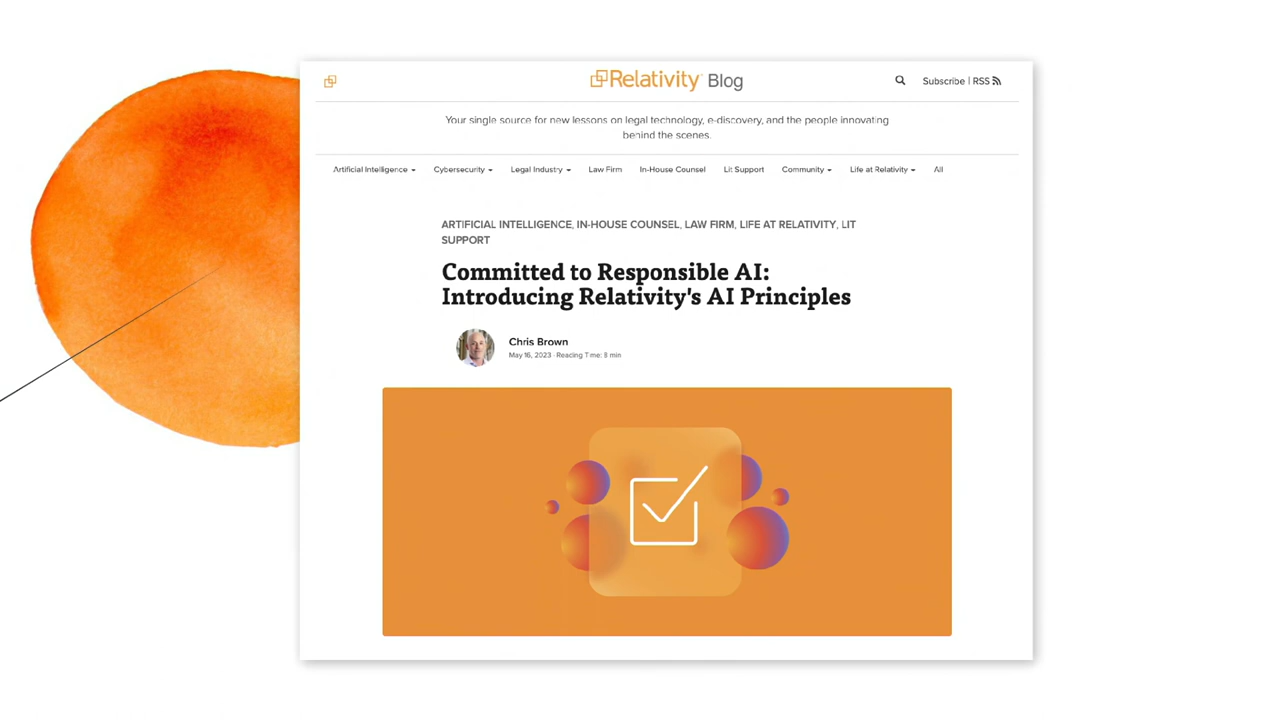 Relativity Blog
Subscribe | RSS
Your single source for new lessons on legal technology, e-discovery, and the people innovating
behind the scenes.
Artificial Intelligence Cybersecurity Legal Industry Law Firm In-House Counsel Lit Support Community Life at Relativity All
ARTIFICIAL INTELLIGENCE, IN-HOUSE COUNSEL, LAW FIRM, LIFE AT RELATIVITY, LIT
SUPPORT
Committed to Responsible AI:
Introducing Relativity's AI Principles
Chris Brown
May 16, 2023 · Reading Time: 8 min